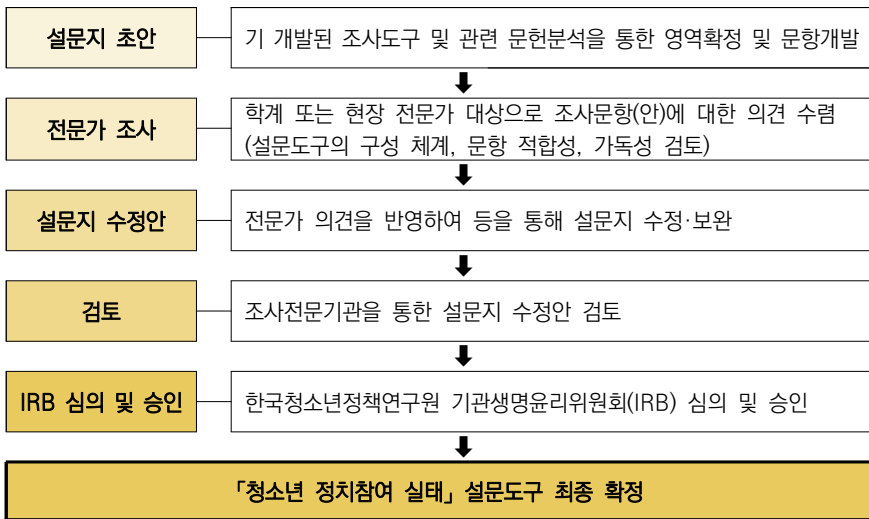 설문지 초안
기 개발된 조사도구 및 관련 문헌분석을 통한 영역확정 및 문항개발
전문가 조사
학계 또는 현장 전문가 대상으로 조사문항(안)에 대한 의견 수렴
(설문도구의 구성 체계, 문항 적합성, 가독성 검토)
설문지 수정안
전문가 의견을 반영하여 등을 통해 설문지 수정·보완
검토
조사전문기관을 통한 설문지 수정안 검토
IRB 심의 및 승인
한국청소년정책연구원 기관생명윤리위원회(IRB) 심의 및 승인
「청소년 정치참여 실태」 설문도구 최종 확정